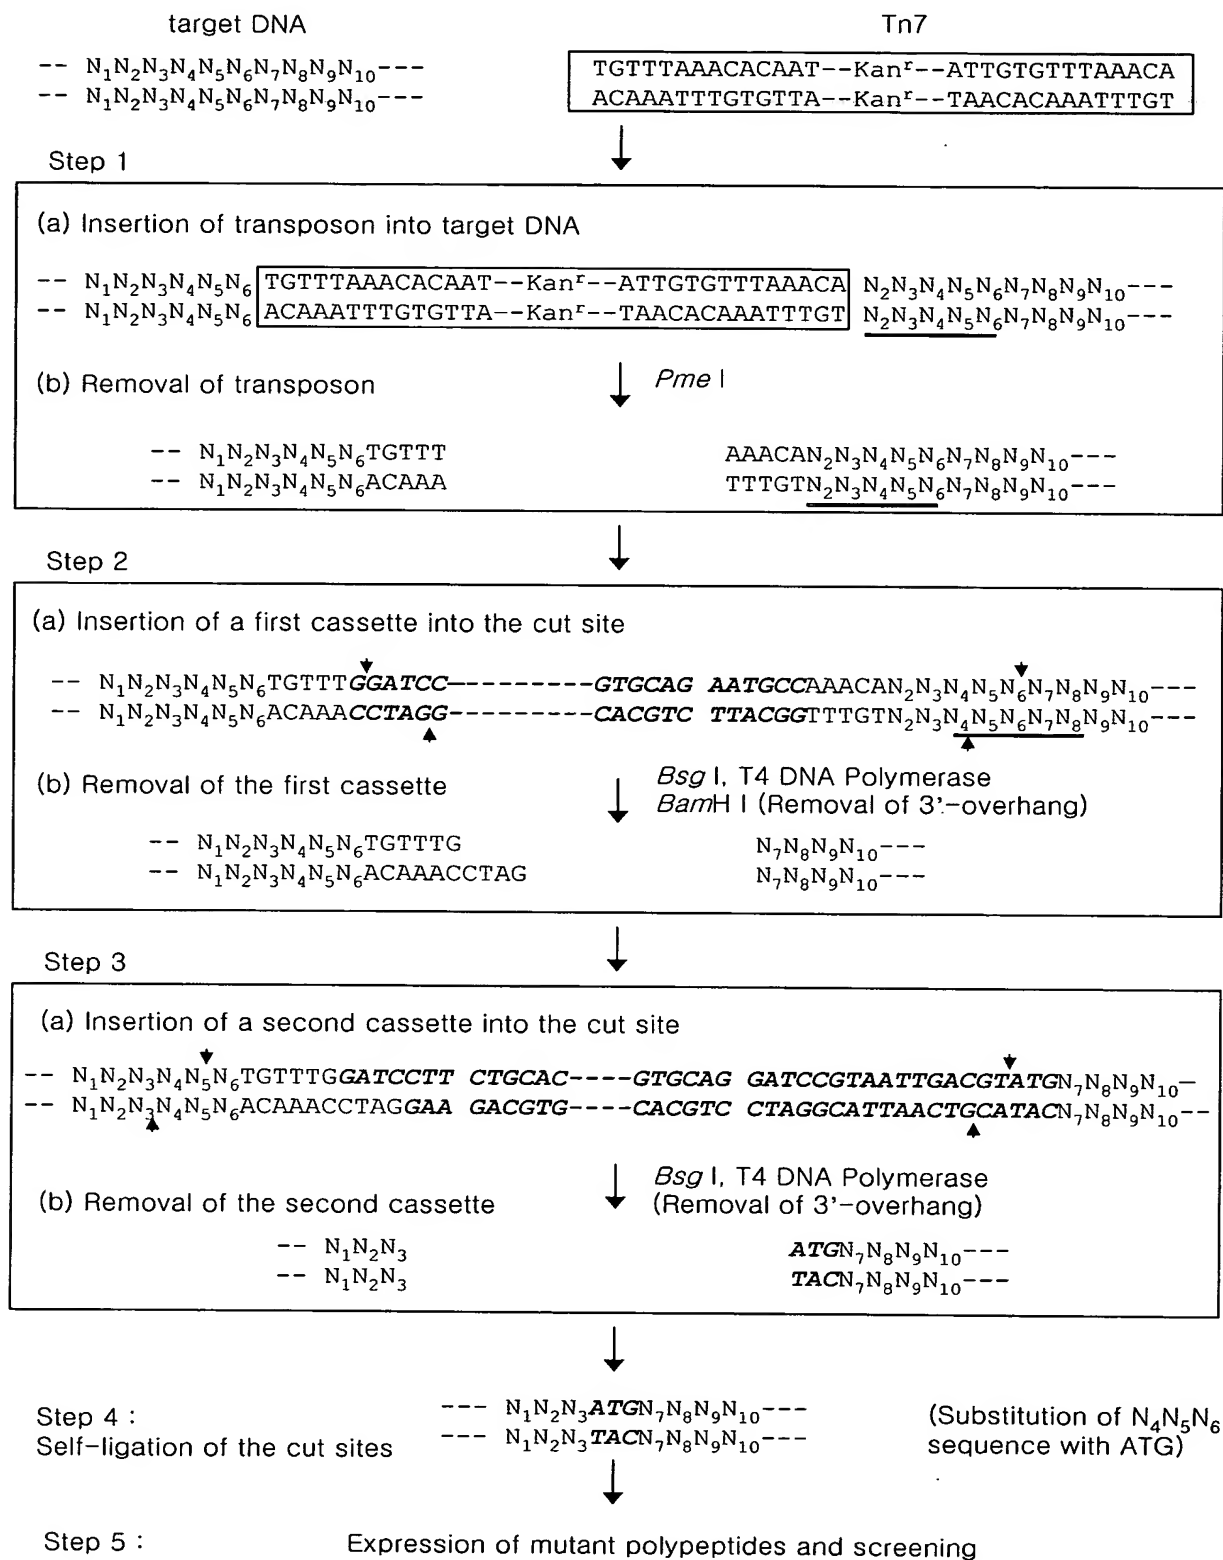 target DNA Tn7
-- N₁N₂N₃N₄N₅N₆N₇N₈N₉N₁₀--- TGTTTAAACACAAT--Kanʳ--ATTGTGTTTAAACA
-- N₁N₂N₃N₄N₅N₆N₇N₈N₉N₁₀--- ACAAATTTGTGTTA--Kanʳ--TAACACAAATTTGT
Step 1
(a) Insertion of transposon into target DNA
-- N₁N₂N₃N₄N₅N₆ TGTTTAAACACAAT--Kanʳ--ATTGTGTTTAAACA N₂N₃N₄N₅N₆N₇N₈N₉N₁₀---
-- N₁N₂N₃N₄N₅N₆ ACAAATTTGTGTTA--Kanʳ--TAACACAAATTTGT N₂N₃N₄N₅N₆N₇N₈N₉N₁₀---
(b) Removal of transposon Pme I
-- N₁N₂N₃N₄N₅N₆TGTTT AAACAN₂N₃N₄N₅N₆N₇N₈N₉N₁₀---
-- N₁N₂N₃N₄N₅N₆ACAAA TTTGTN₂N₃N₄N₅N₆N₇N₈N₉N₁₀---
Step 2
(a) Insertion of a first cassette into the cut site
-- N₁N₂N₃N₄N₅N₆TGTTTGGATCC----------GTGCAG AATGCCAAACAN₂N₃N₄N₅N₆N₇N₈N₉N₁₀---
-- N₁N₂N₃N₄N₅N₆ACAAACCTAGG----------CACGTC TTACGGTTTGTN₂N₃N₄N₅N₆N₇N₈N₉N₁₀---
(b) Removal of the first cassette Bsg I, T4 DNA Polymerase
BamH I (Removal of 3'-overhang)
-- N₁N₂N₃N₄N₅N₆TGTTTG N₇N₈N₉N₁₀---
-- N₁N₂N₃N₄N₅N₆ACAAACCTAG N₇N₈N₉N₁₀---
Step 3
(a) Insertion of a second cassette into the cut site
-- N₁N₂N₃N₄N₅N₆TGTTTGGATCCTT CTGCAC----GTGCAG GATCCGTAATTGACGTATGN₇N₈N₉N₁₀-
-- N₁N₂N₃N₄N₅N₆ACAAACCTAGGAA GACGTG----CACGTC CTAGGCATTAACTGCATACN₇N₈N₉N₁₀--
(b) Removal of the second cassette Bsg I, T4 DNA Polymerase
(Removal of 3'-overhang)
-- N₁N₂N₃ ATGN₇N₈N₉N₁₀---
-- N₁N₂N₃ TACN₇N₈N₉N₁₀---
Step 4 : --- N₁N₂N₃ATGN₇N₈N₉N₁₀--- (Substitution of N₄N₅N₆
Self-ligation of the cut sites --- N₁N₂N₃TACN₇N₈N₉N₁₀--- sequence with ATG)
Step 5 : Expression of mutant polypeptides and screening